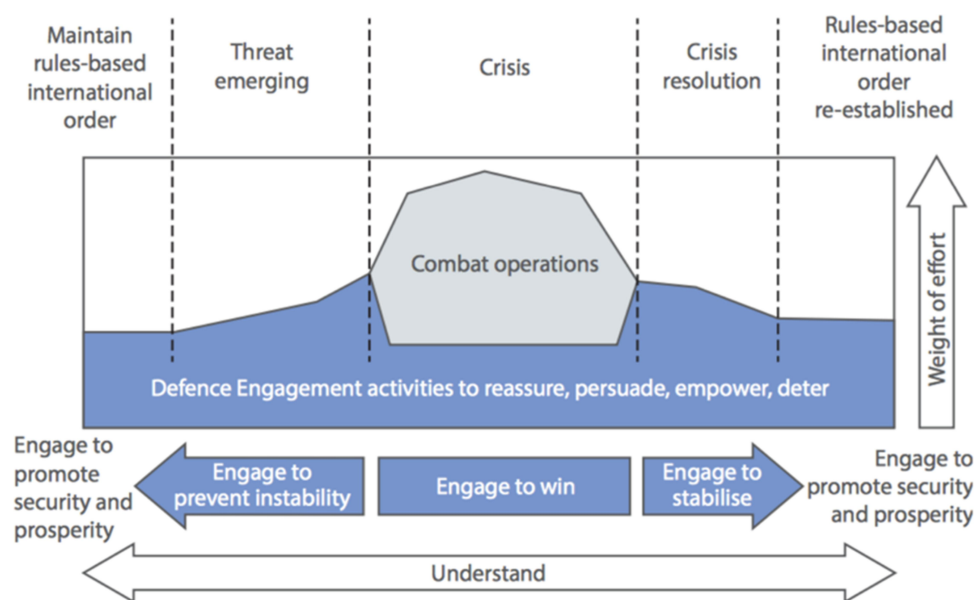 Maintain
rules-based
international
order
Threat
emerging
Crisis
Crisis
resolution
Rules-based
international
order
re-established
Combat operations
Weight of effort
Defence Engagement activities to reassure, persuade, empower, deter
Engage to
promote
security and
prosperity
Engage to
prevent instability
Engage to win
Engage to
stabilise
Engage to
promote security
and prosperity
Understand